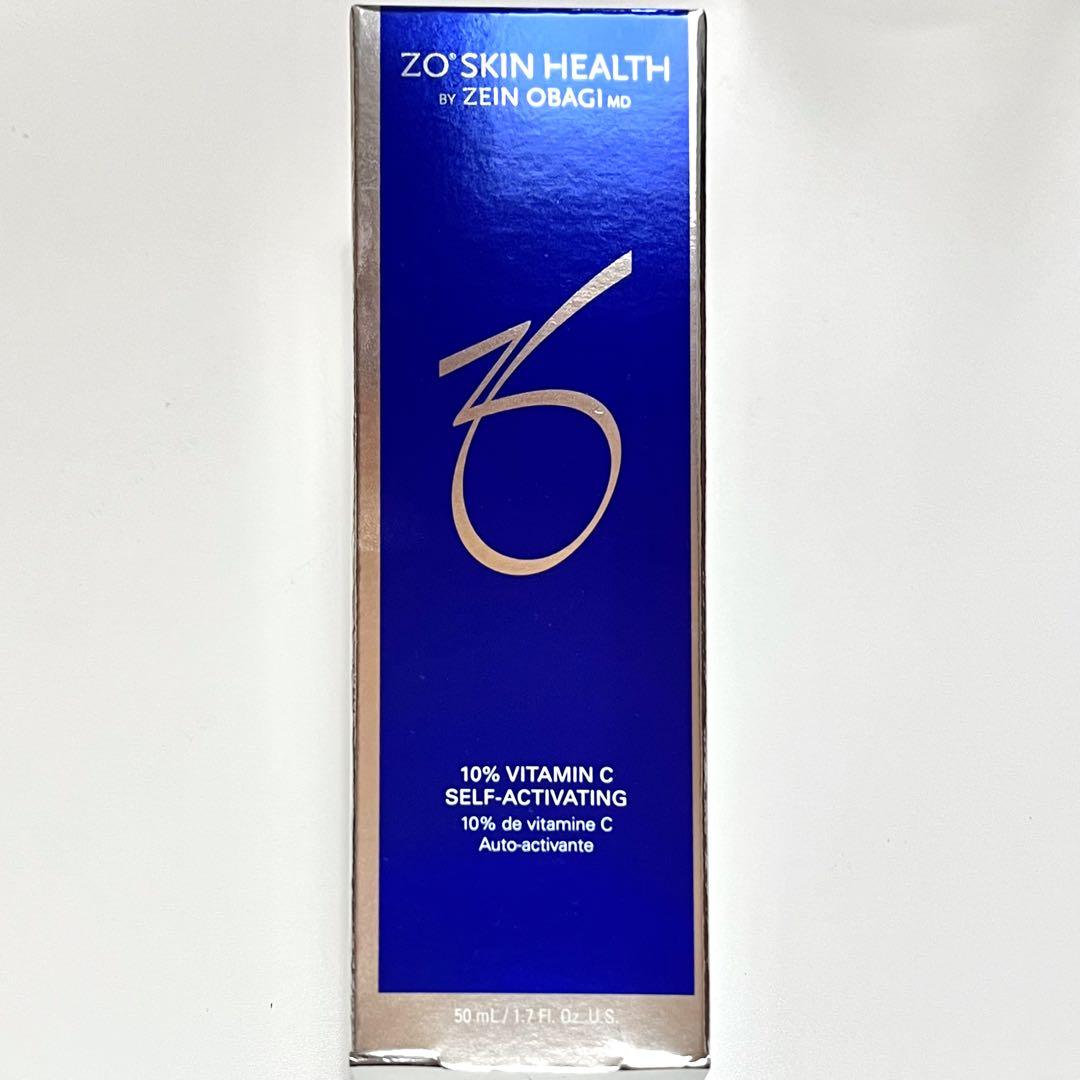 ZO® SKIN HEALTH
BY ZEIN OBAGI MD
10% VITAMIN C
SELF-ACTIVATING
10% de vitamine C
Auto-activante
50 mL / 1.7 Fl. Oz. U.S.